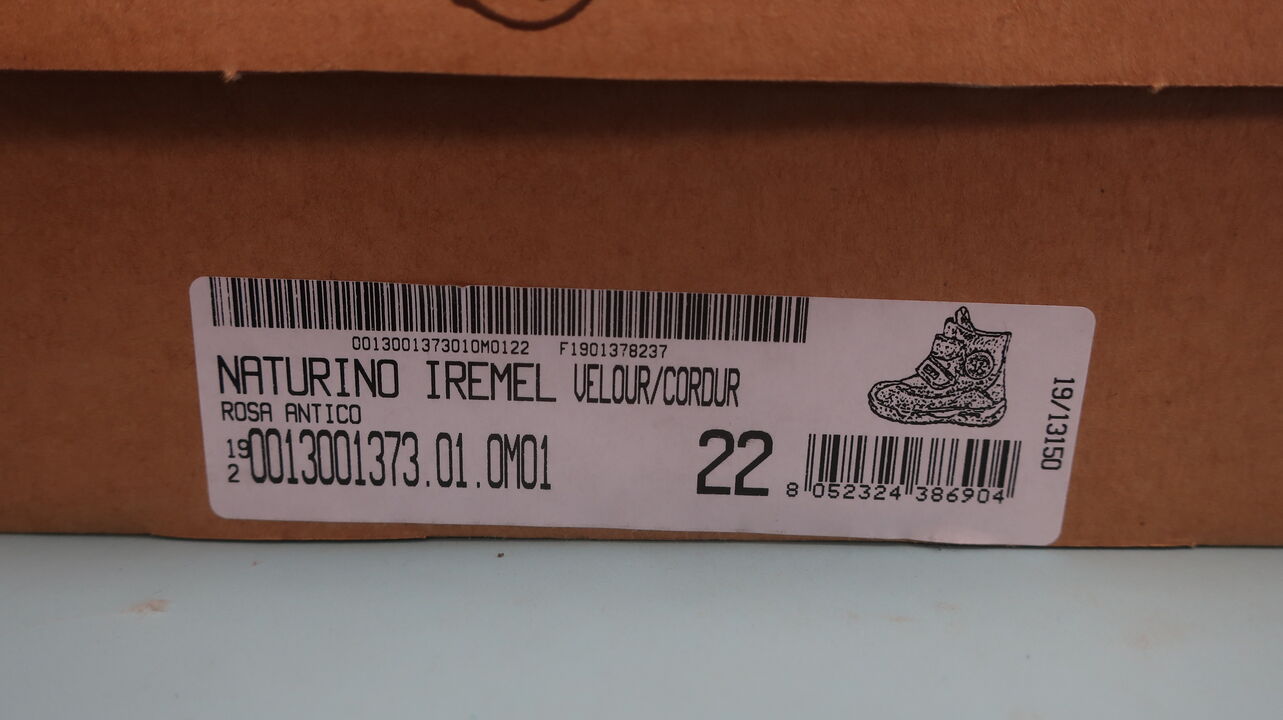 0013001373010M0122 F1901378237
NATURINO IREMEL VELOUR/CORDUR
ROSA ANTICO
19
2
0013001373.01.0M01
22
8 052324 386904
19/13150